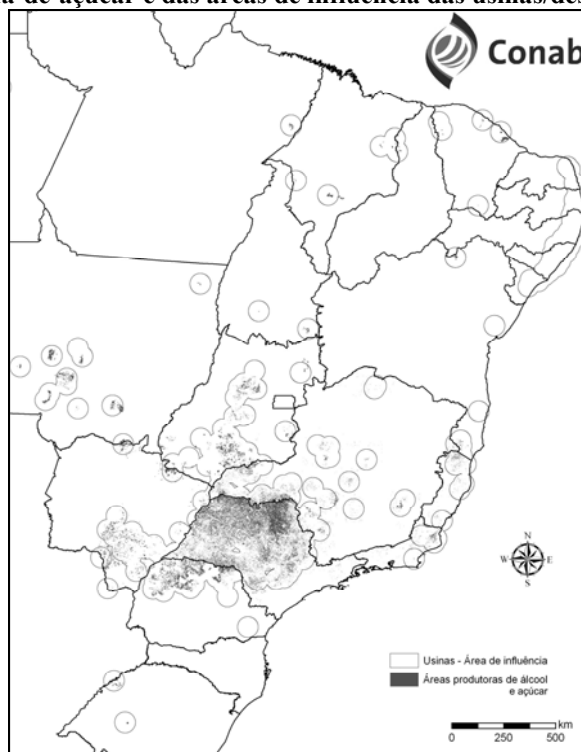 de açúcar e das áreas de influência das usinas/des
Conab
N
W E
S
Usinas - Área de influência
Áreas produtoras de álcool
e açúcar
km
0 250 500